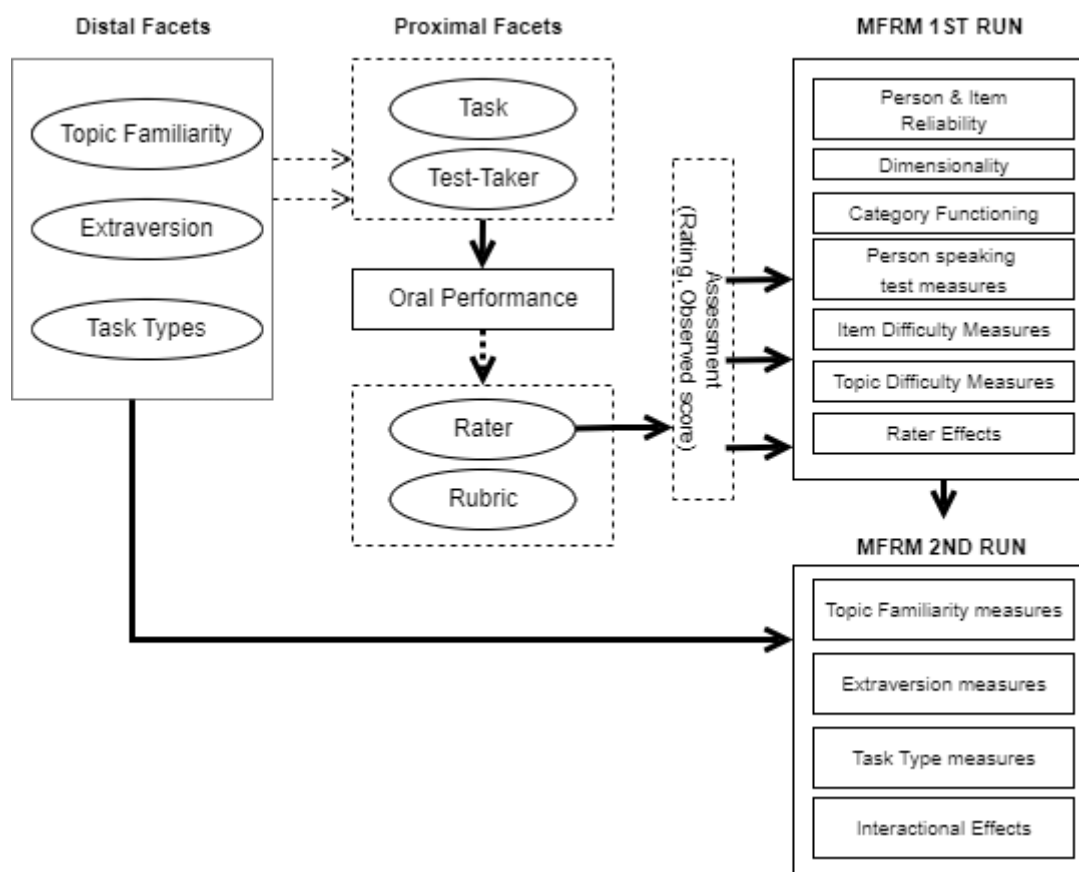 Distal Facets
Topic Familiarity
Extraversion
Task Types
Proximal Facets
Task
Test-Taker
Oral Performance
Rater
Rubric
Assessment
(Rating, Observed score)
MFRM 1ST RUN
Person & Item
Reliability
Dimensionality
Category Functioning
Person speaking
test measures
Item Difficulty Measures
Topic Difficulty Measures
Rater Effects
MFRM 2ND RUN
Topic Familiarity measures
Extraversion measures
Task Type measures
Interactional Effects